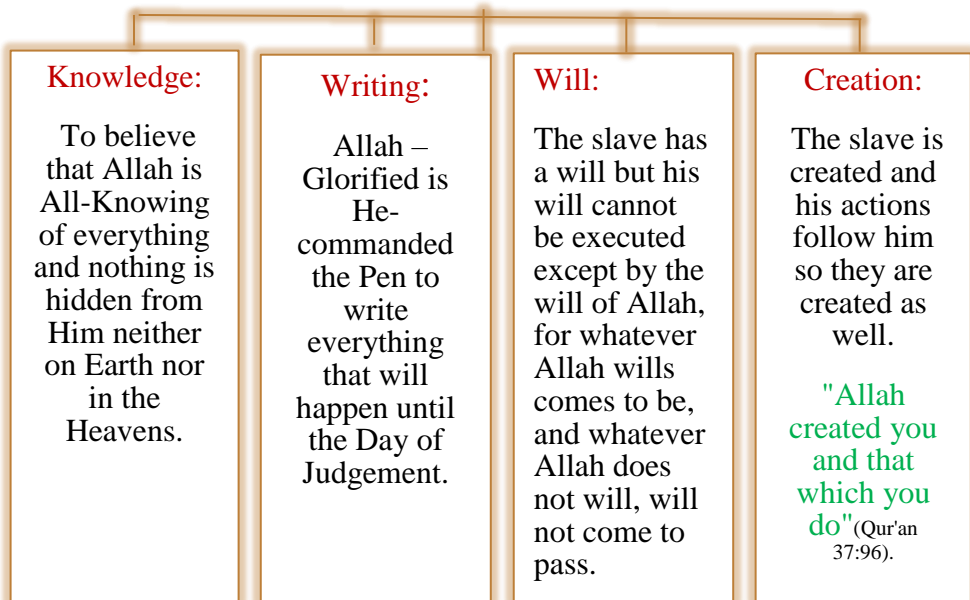 Knowledge:
To believe
that Allah is
All-Knowing
of everything
and nothing is
hidden from
Him neither
on Earth nor
in the
Heavens.
Writing:
Allah –
Glorified is
He-
commanded
the Pen to
write
everything
that will
happen until
the Day of
Judgement.
Will:
The slave has
a will but his
will cannot
be executed
except by the
will of Allah,
for whatever
Allah wills
comes to be,
and whatever
Allah does
not will, will
not come to
pass.
Creation:
The slave is
created and
his actions
follow him
so they are
created as
well.
"Allah
created you
and that
which you
do"(Qur'an
37:96).